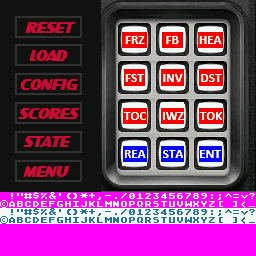 RESET
LOAD
CONFIG
SCORES
STATE
MENU
FRZ FB HEA
FST INV DST
TOC IWZ TOK
REA STA ENT
!"#$%&'()*+,-./0123456789:;^=v?
©ABCDEFGHIJKLMNOPQRSTUVWXYZ[ ]<_
!"#$%&'()*+,-./0123456789:;^=v?
©ABCDEFGHIJKLMNOPQRSTUVWXYZ[ ]<_